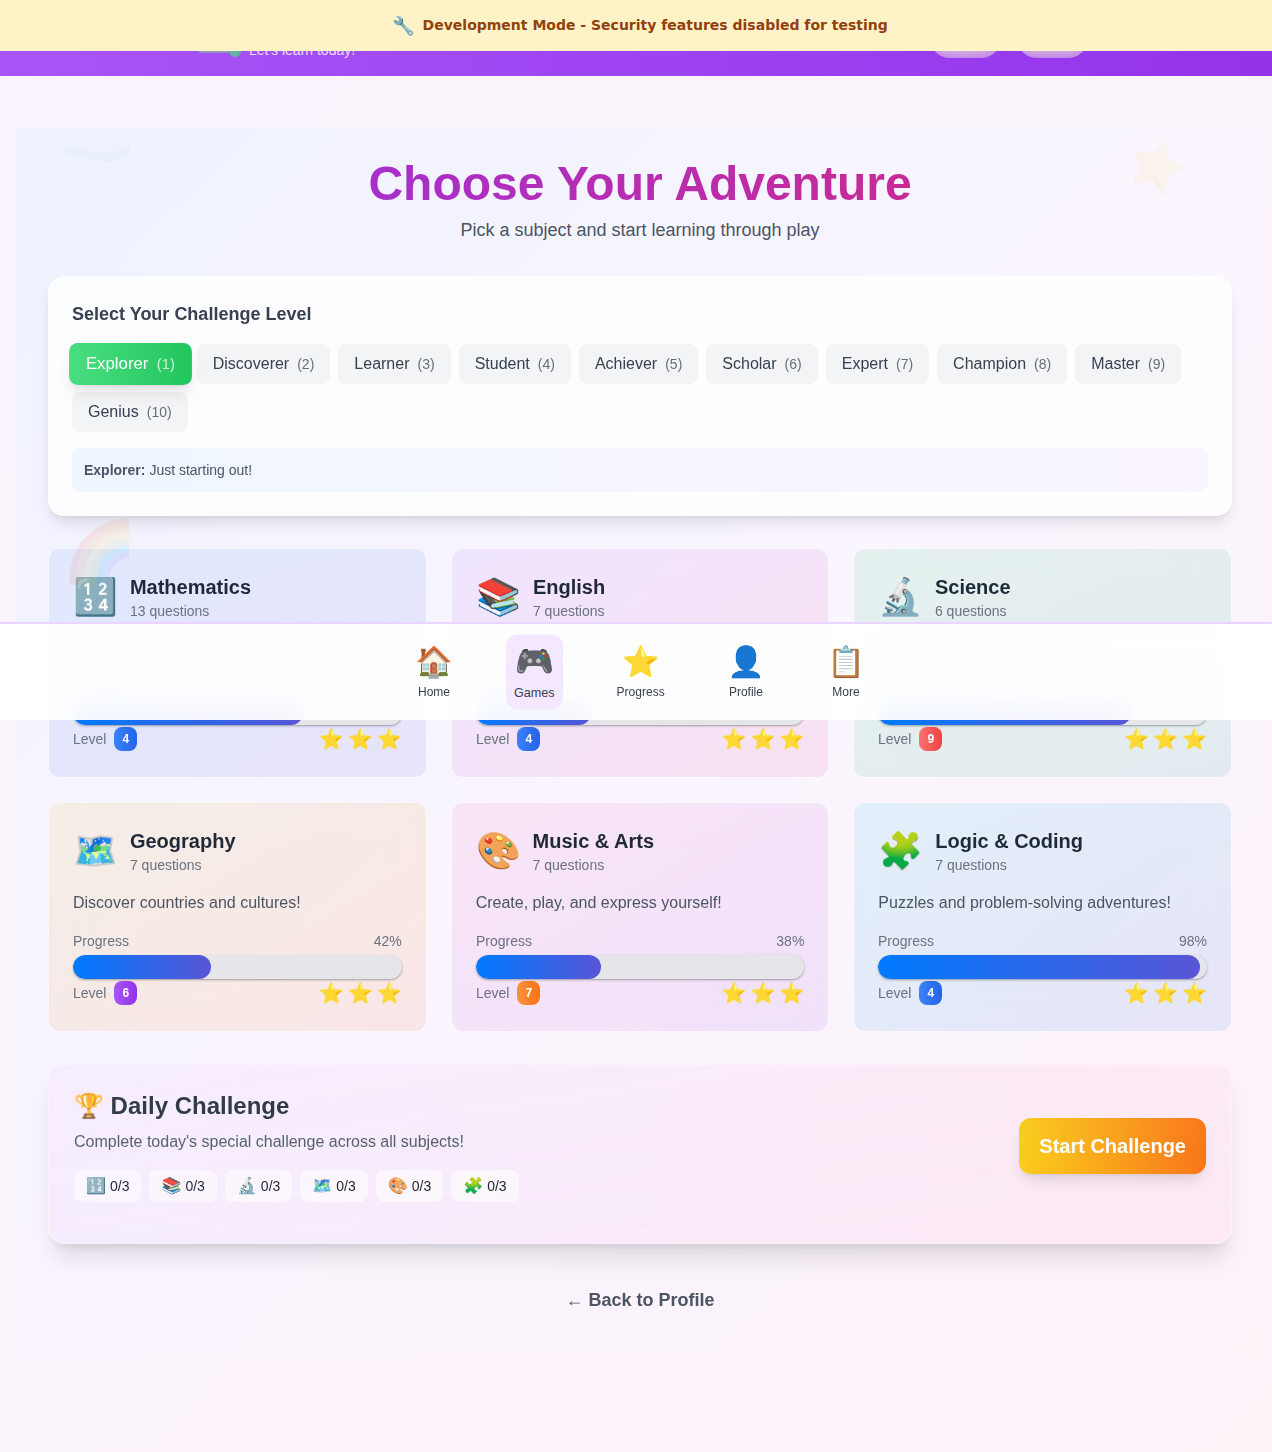 Development Mode - Security features disabled for testing
Let's learn today!
Choose Your Adventure
Pick a subject and start learning through play
Select Your Challenge Level
Explorer (1) Discoverer (2) Learner (3) Student (4) Achiever (5) Scholar (6) Expert (7) Champion (8) Master (9)
Genius (10)
Explorer: Just starting out!
Mathematics English Science
13 questions 7 questions 6 questions
Home Games Progress Profile More
Level 4 Level 4 Level 9
Geography Music & Arts Logic & Coding
7 questions 7 questions 7 questions
Discover countries and cultures! Create, play, and express yourself! Puzzles and problem-solving adventures!
Progress 42% Progress 38% Progress 98%
Level 6 Level 7 Level 4
Daily Challenge
Complete today's special challenge across all subjects!
Start Challenge
0/3 0/3 0/3 0/3 0/3 0/3
← Back to Profile